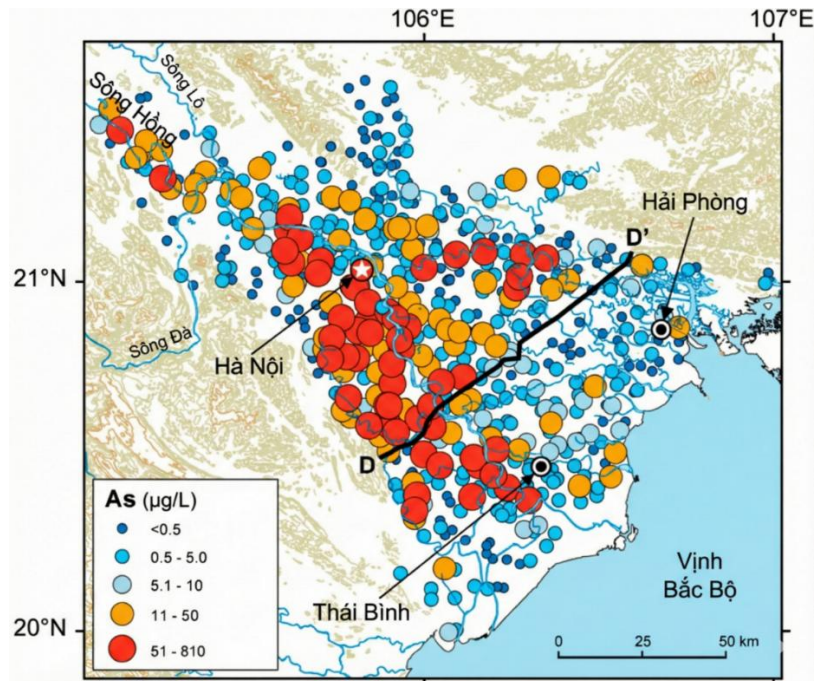 106°E
107°E
Sông Lô
Sông Hồng
Hải Phòng
D'
21°N
Sông Đà
Hà Nội
D
As (µg/L)
<0.5
0.5 - 5.0
5.1 - 10
11 - 50
51 - 810
Vịnh
Bắc Bộ
Thái Bình
20°N
0 25 50 km